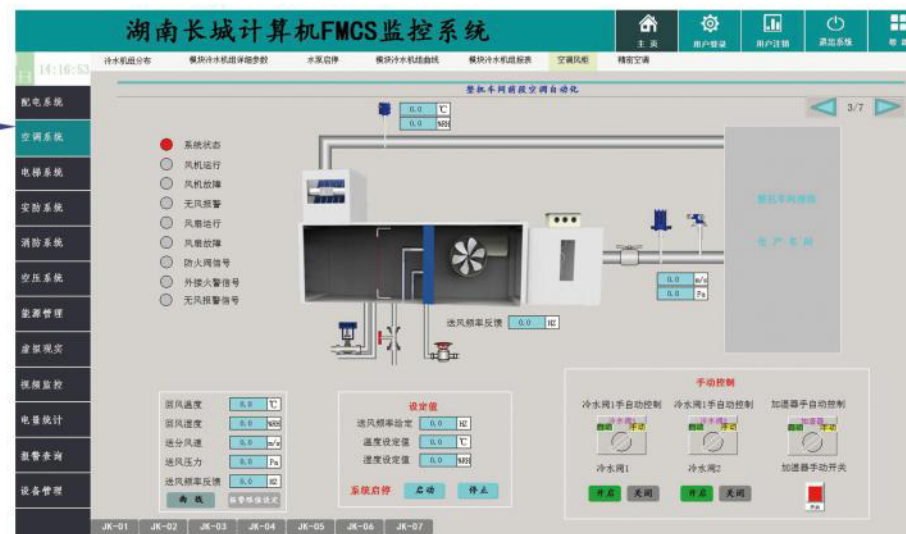 湖南长城计算机FMCS监控系统
主 页
用户登录
用户注销
退出系统
14:16:53
冷水机组分布
模块冷水机组详细参数
水泵启停
模块冷水机组曲线
模块冷水机组报表
空调风柜
精密空调
整机车间前段空调自动化
3/7
配电系统
空调系统
电梯系统
安防系统
消防系统
空压系统
能源管理
虚拟现实
视频监控
电量统计
报警查询
设备管理
0.0 ℃
0.0 %RH
系统状态
风机运行
风机故障
无风报警
风扇运行
风扇故障
防火阀信号
外接火警信号
无风报警信号
生 产 车 间
0.0 m/s
0.0 Pa
送风频率反馈 0.0 HZ
回风温度 0.0 ℃
回风湿度 0.0 %RH
送分风速 0.0 m/s
送风压力 0.0 Pa
送风频率反馈 0.0 HZ
曲 线
设定值
送风频率给定 0.0 HZ
温度设定值 0.0 ℃
湿度设定值 0.0 %RH
系统启停 启动 停止
手动控制
冷水阀1手自动控制 冷水阀1手自动控制 加湿器手自动控制
冷水阀1 冷水阀2 加湿器
自动 手动 自动 手动 自动 手动
冷水阀1 冷水阀2 加湿器手动开关
开启 关闭 开启 关闭
JK-01 JK-02 JK-03 JK-04 JK-05 JK-06 JK-07